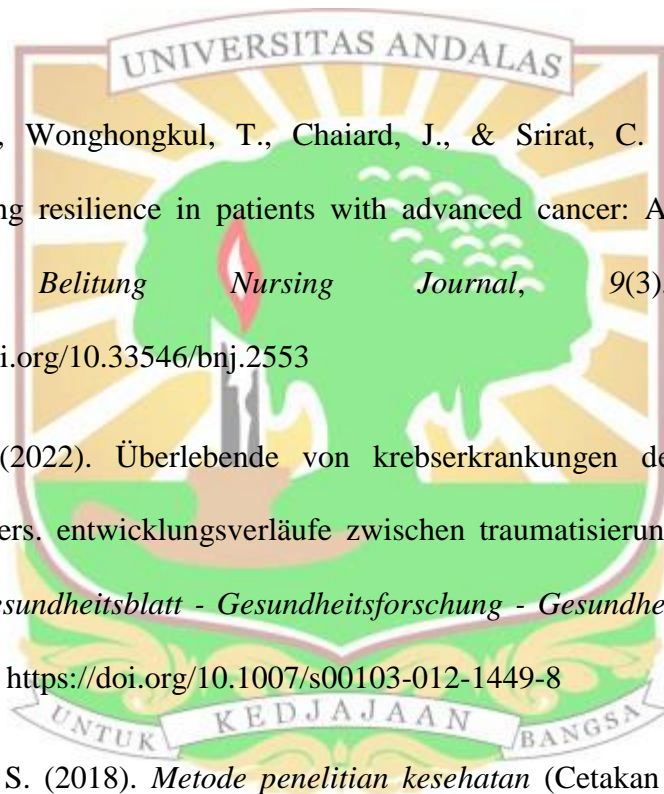 UNIVERSITAS ANDALAS
, Wonghongkul, T., Chaiard, J., & Srirat, C.
ng resilience in patients with advanced cancer: A
Belitung Nursing Journal, 9(3).
i.org/10.33546/bnj.2553
(2022). Überlebende von krebserkrankungen de
ers. entwicklungsverläufe zwischen traumatisierun
esundheitsblatt - Gesundheitsforschung - Gesundhe
https://doi.org/10.1007/s00103-012-1449-8
UNTUK KEDJAJAAN BANGSA
S. (2018). Metode penelitian kesehatan (Cetakan